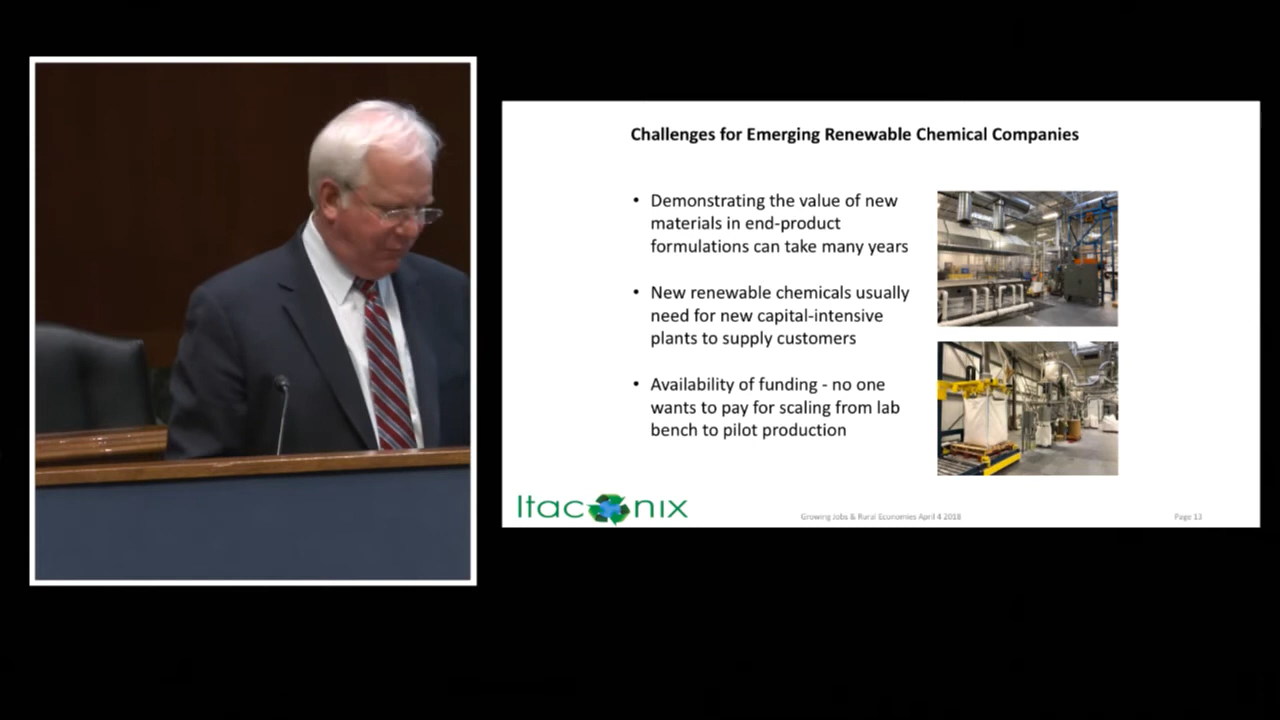 Challenges for Emerging Renewable Chemical Companies
• Demonstrating the value of new
materials in end-product
formulations can take many years
• New renewable chemicals usually
need for new capital-intensive
plants to supply customers
• Availability of funding - no one
wants to pay for scaling from lab
bench to pilot production
Itaconix
Growing Jobs & Rural Economies April 4 2018
Page 13